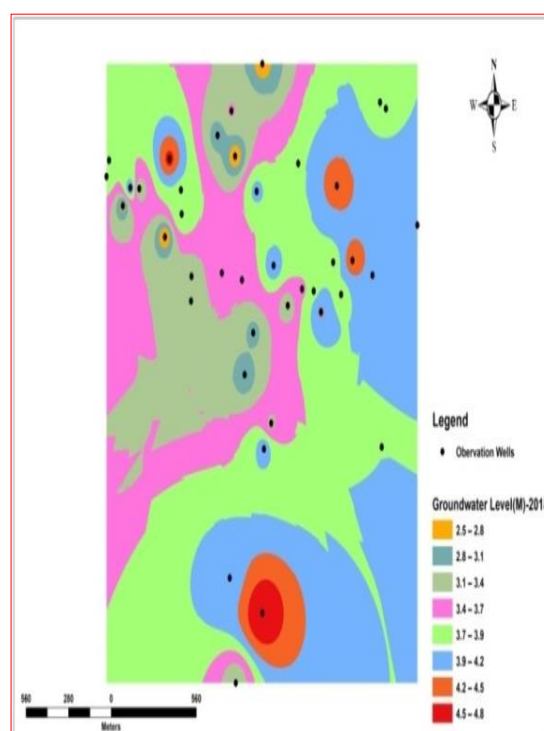 N
W E
S
Legend
Obervation Wells
Groundwater Level(M)-2018
2.5 – 2.8
2.8 – 3.1
3.1 – 3.4
3.4 – 3.7
3.7 – 3.9
3.9 – 4.2
4.2 – 4.5
4.5 – 4.8
560 280 0 560
Meters